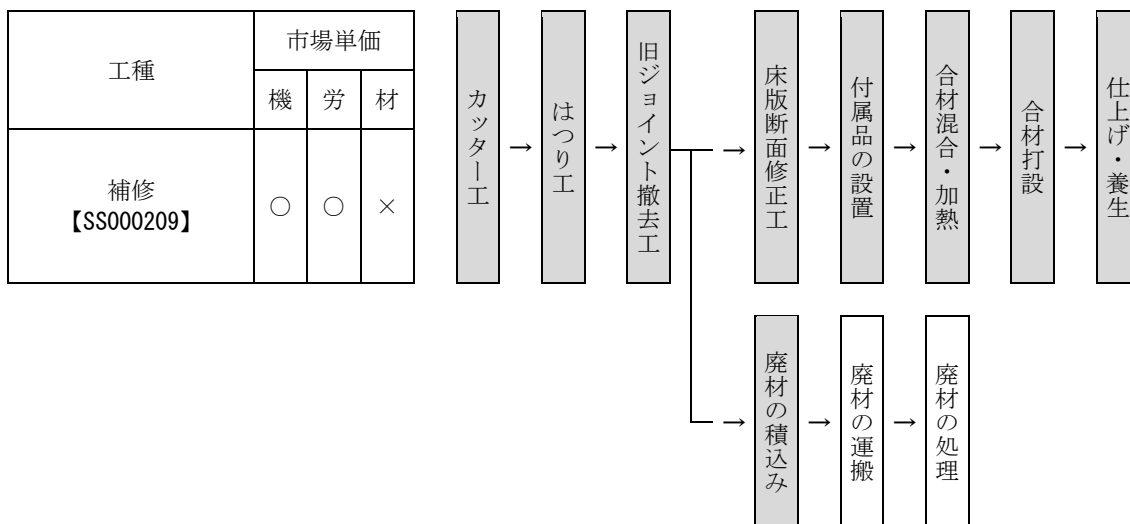 工種
市場単価
機
労
材
補修
【SS000209】
○
○
×
カッター工
→
はつり工
→
旧ジョイント撤去工
→
床版断面修正工
→
付属品の設置
→
合材混合・加熱
→
合材打設
→
仕上げ・養生
→
廃材の積込み
→
廃材の運搬
→
廃材の処理